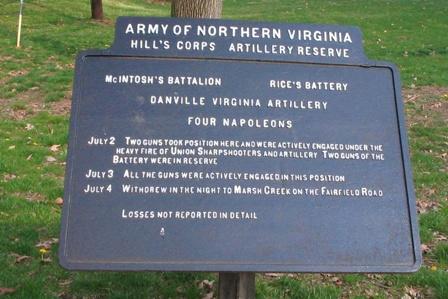 ARMY OF NORTHERN VIRGINIA
HILL'S CORPS ARTILLERY RESERVE
McINTOSH'S BATTALION RICE'S BATTERY
DANVILLE VIRGINIA ARTILLERY
FOUR NAPOLEONS
JULY 2 TWO GUNS TOOK POSITION HERE AND WERE ACTIVELY ENGAGED UNDER THE
HEAVY FIRE OF UNION SHARPSHOOTERS AND ARTILLERY TWO GUNS OF THE
BATTERY WERE IN RESERVE
JULY 3 ALL THE GUNS WERE ACTIVELY ENGAGED IN THIS POSITION
JULY 4 WITHDREW IN THE NIGHT TO MARSH CREEK ON THE FAIRFIELD ROAD
LOSSES NOT REPORTED IN DETAIL